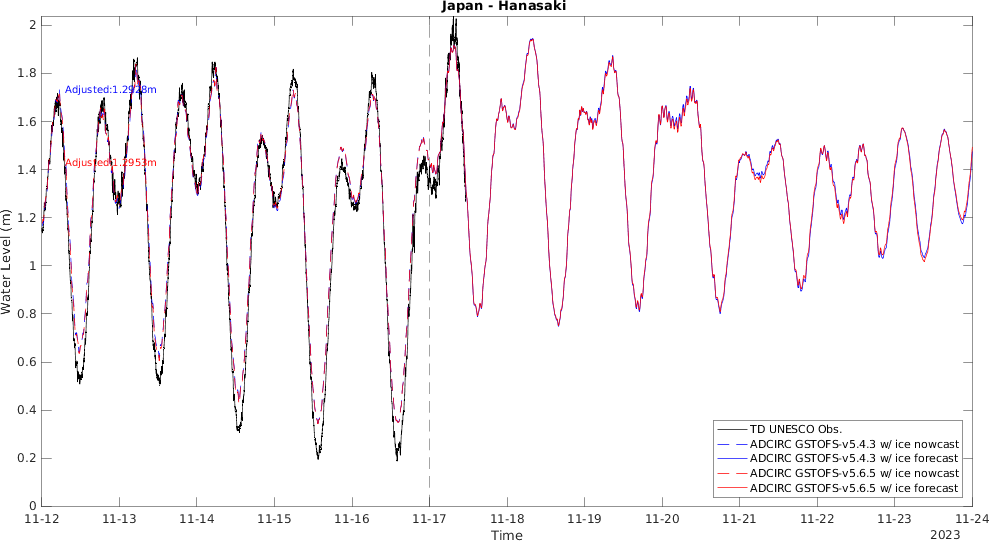 Japan - Hanasaki
Water Level (m)
2
1.8
1.6
1.4
1.2
1
0.8
0.6
0.4
0.2
0
Adjusted:1.2928m
Adjusted:1.2953m
TD UNESCO Obs.
ADCIRC GSTOFS-v5.4.3 w/ ice nowcast
ADCIRC GSTOFS-v5.4.3 w/ ice forecast
ADCIRC GSTOFS-v5.6.5 w/ ice nowcast
ADCIRC GSTOFS-v5.6.5 w/ ice forecast
11-12 11-13 11-14 11-15 11-16 11-17 11-18 11-19 11-20 11-21 11-22 11-23 11-24
Time
2023